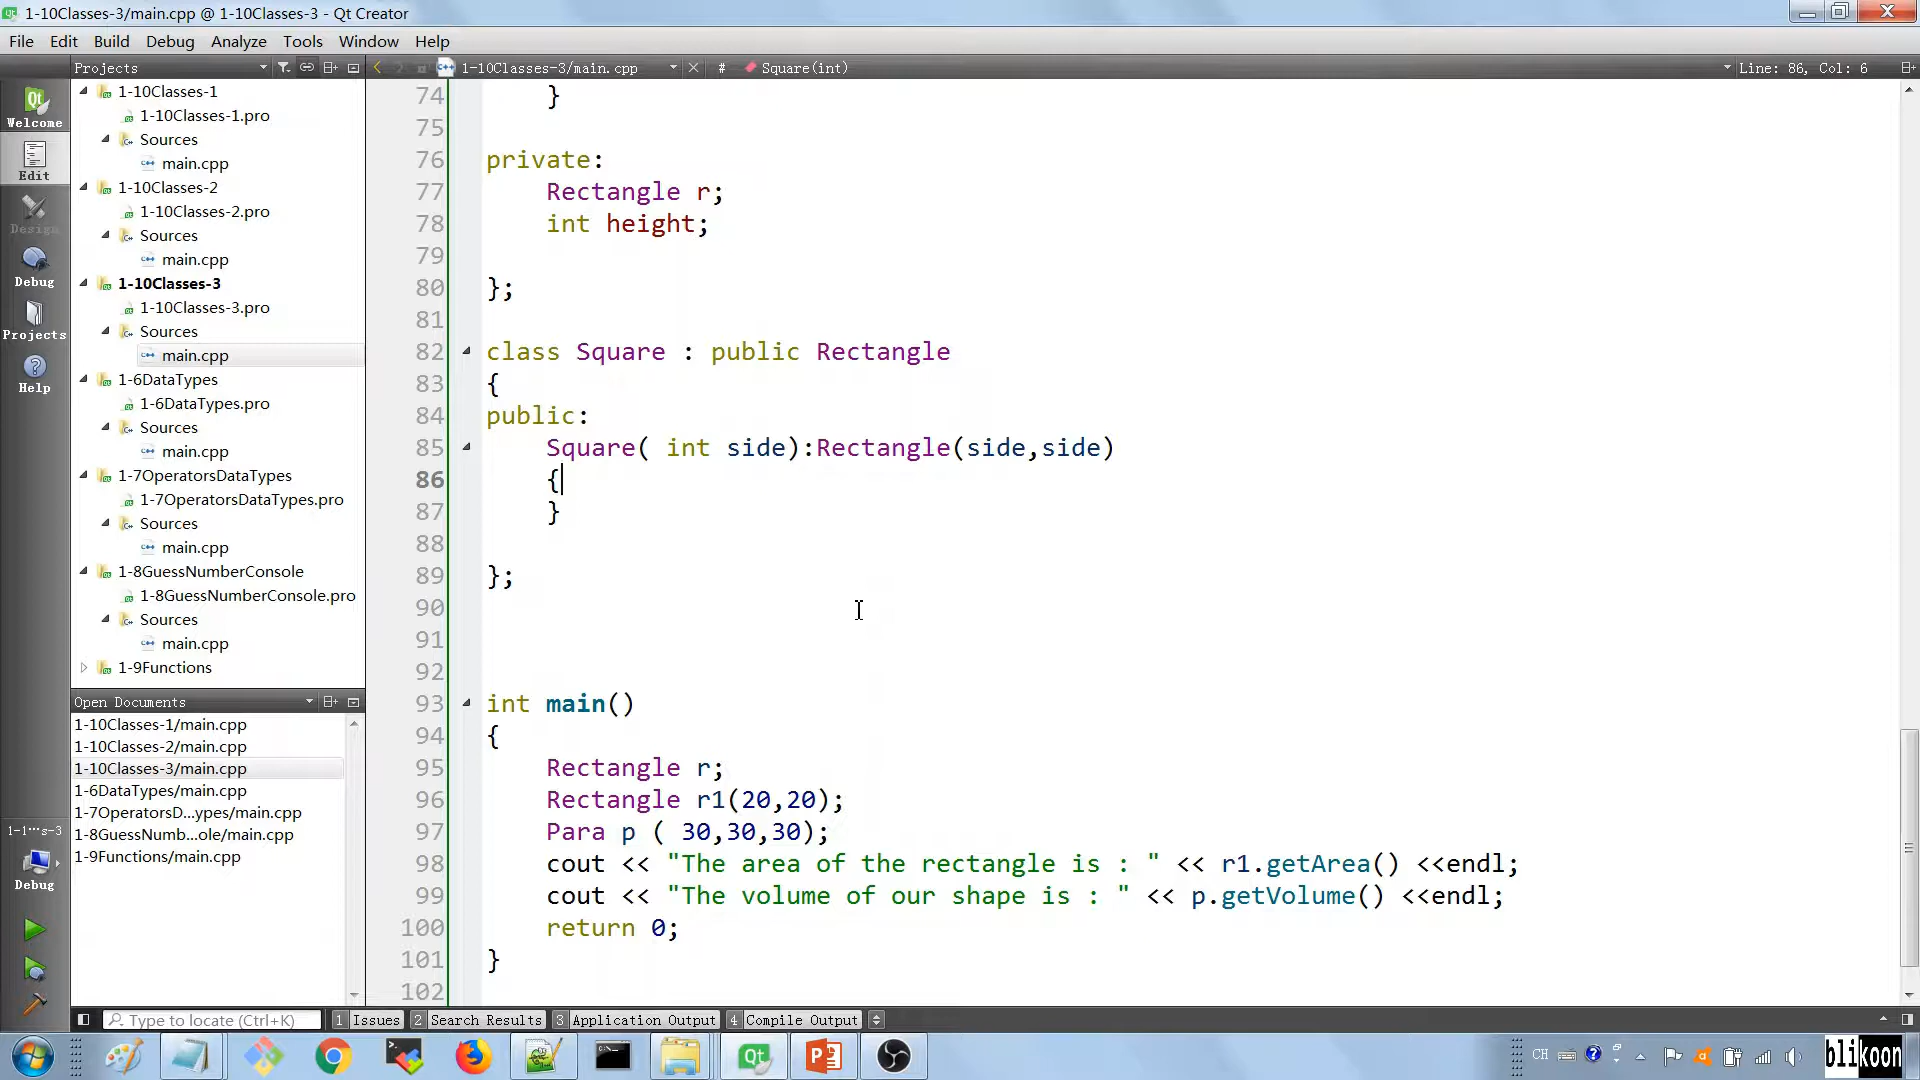 1-10Classes-3/main.cpp @ 1-10Classes-3 - Qt Creator
File Edit Build Debug Analyze Tools Window Help
Projects
1-10Classes-3/main.cpp
#
Square(int)
Line: 86, Col: 6
Welcome
Edit
Design
Debug
Projects
Help
1-10Classes-1
1-10Classes-1.pro
Sources
main.cpp
1-10Classes-2
1-10Classes-2.pro
Sources
main.cpp
1-10Classes-3
1-10Classes-3.pro
Sources
main.cpp
1-6DataTypes
1-6DataTypes.pro
Sources
main.cpp
1-7OperatorsDataTypes
1-7OperatorsDataTypes.pro
Sources
main.cpp
1-8GuessNumberConsole
1-8GuessNumberConsole.pro
Sources
main.cpp
1-9Functions
Open Documents
1-10Classes-1/main.cpp
1-10Classes-2/main.cpp
1-10Classes-3/main.cpp
1-6DataTypes/main.cpp
1-7OperatorsD...ypes/main.cpp
1-8GuessNumb...ole/main.cpp
1-9Functions/main.cpp
1-1···s-3
Debug
74 }
75
76 private:
77 Rectangle r;
78 int height;
79
80 };
81
82 class Square : public Rectangle
83 {
84 public:
85 Square( int side):Rectangle(side,side)
86 {
87 }
88
89 };
90
91
92
93 int main()
94 {
95 Rectangle r;
96 Rectangle r1(20,20);
97 Para p ( 30,30,30);
98 cout << "The area of the rectangle is : " << r1.getArea() <<endl;
99 cout << "The volume of our shape is : " << p.getVolume() <<endl;
100 return 0;
101 }
102
Type to locate (Ctrl+K)
1 Issues
2 Search Results
3 Application Output
4 Compile Output
CH
blikoon